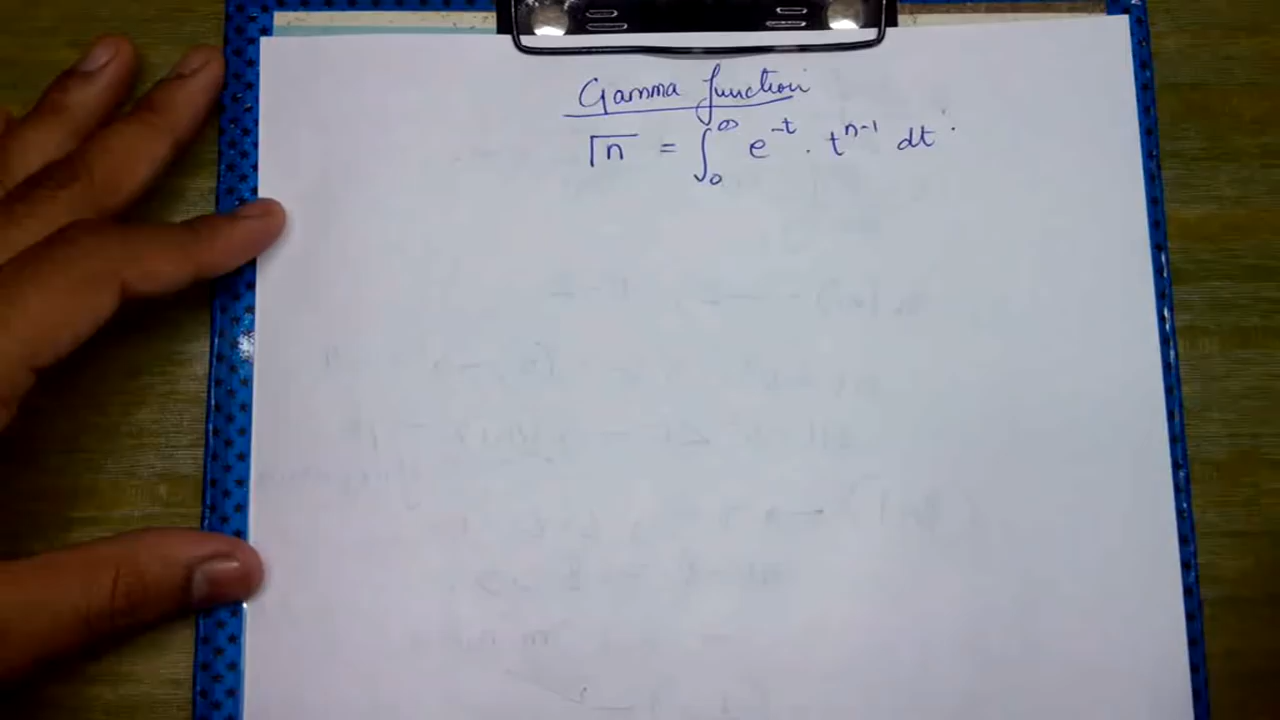 Gamma function
Γn = ∫₀^∞ e^-t . t^n-1 dt .